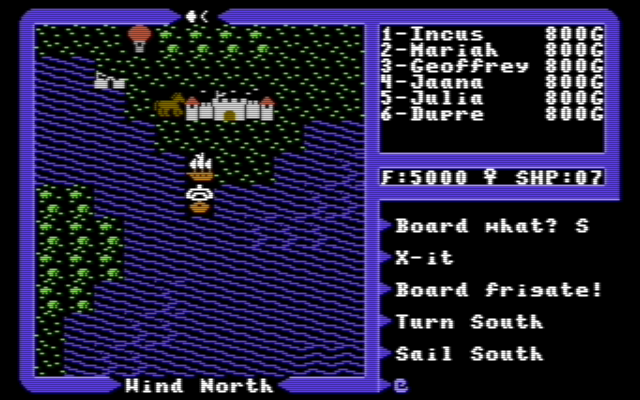 1-Incus 800G
2-Mariah 800G
3-Geoffrey 800G
4-Jaana 800G
5-Julia 800G
6-Dupre 800G
F:5000 ♀ SHP:07
Board what? S
X-it
Board frigate!
Turn South
Sail South
Wind North